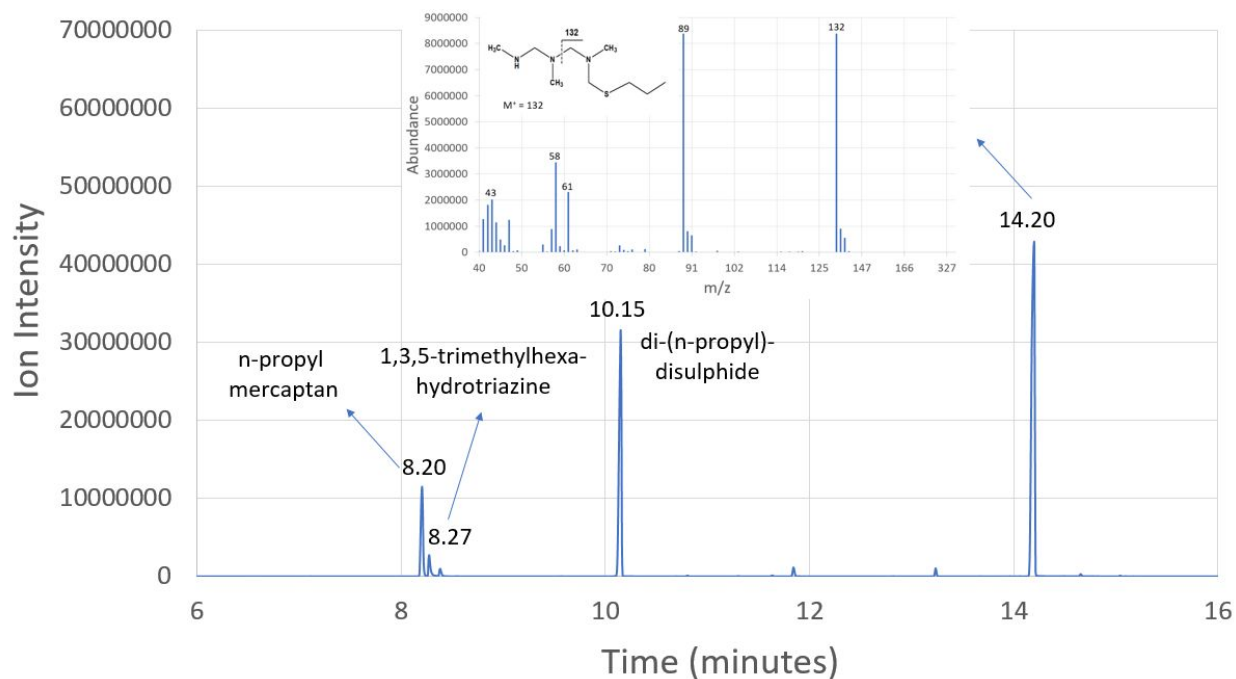 70000000
60000000
50000000
40000000
30000000
20000000
10000000
0
Ion Intensity
6
8
10
12
14
16
Time (minutes)
n-propyl
mercaptan
8.20
1,3,5-trimethylhexa-
hydrotriazine
8.27
10.15
di-(n-propyl)-
disulphide
14.20
9000000
8000000
7000000
6000000
5000000
4000000
3000000
2000000
1000000
0
Abundance
40
50
60
70
80
91
102
114
125
147
166
327
m/z
43
58
61
89
132
132
H₃C
N
H
N
CH₃
N
CH₃
S
M⁺ = 132